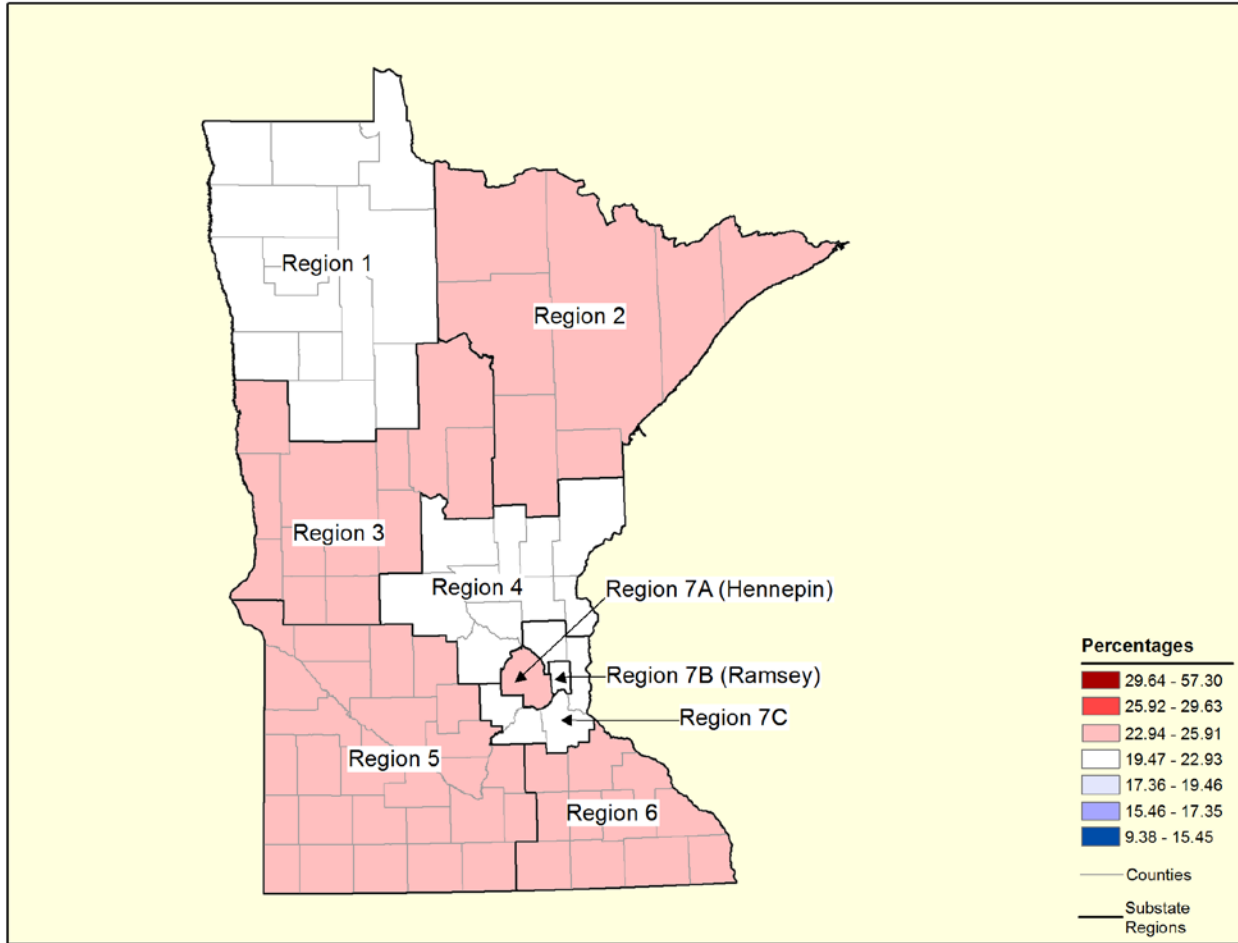 Region 1
Region 2
Region 3
Region 4
Region 7A (Hennepin)
Region 7B (Ramsey)
Region 7C
Region 5
Region 6
Percentages
29.64 - 57.30
25.92 - 29.63
22.94 - 25.91
19.47 - 22.93
17.36 - 19.46
15.46 - 17.35
9.38 - 15.45
Counties
Substate
Regions